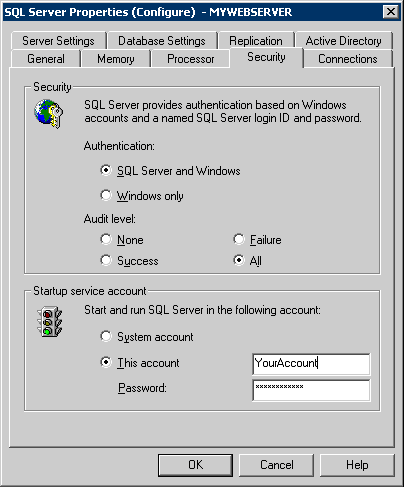 SQL Server Properties (Configure) - MYWEBSERVER
Server Settings Database Settings Replication Active Directory
General Memory Processor Security Connections
Security
SQL Server provides authentication based on Windows
accounts and a named SQL Server login ID and password.
Authentication:
SQL Server and Windows
Windows only
Audit level:
None Failure
Success All
Startup service account
Start and run SQL Server in the following account:
System account
This account YourAccount
Password: ************
OK Cancel Help